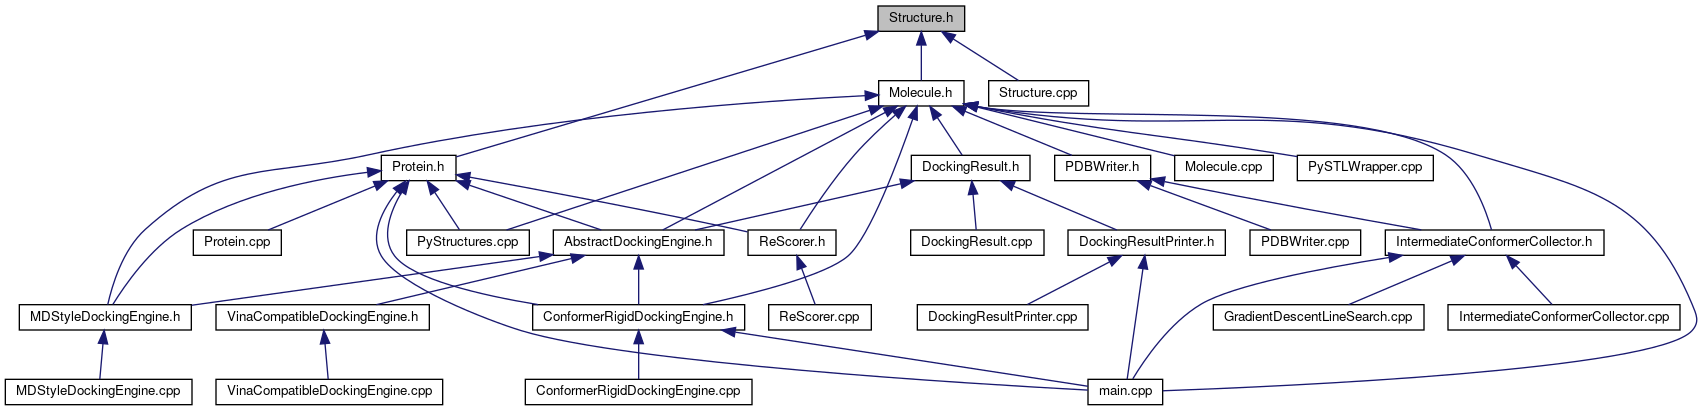 Structure.h
Molecule.h
Structure.cpp
Protein.h
DockingResult.h
PDBWriter.h
Molecule.cpp
PySTLWrapper.cpp
Protein.cpp
PyStructures.cpp
AbstractDockingEngine.h
ReScorer.h
DockingResult.cpp
DockingResultPrinter.h
PDBWriter.cpp
IntermediateConformerCollector.h
MDStyleDockingEngine.h
VinaCompatibleDockingEngine.h
ConformerRigidDockingEngine.h
ReScorer.cpp
DockingResultPrinter.cpp
GradientDescentLineSearch.cpp
IntermediateConformerCollector.cpp
MDStyleDockingEngine.cpp
VinaCompatibleDockingEngine.cpp
ConformerRigidDockingEngine.cpp
main.cpp